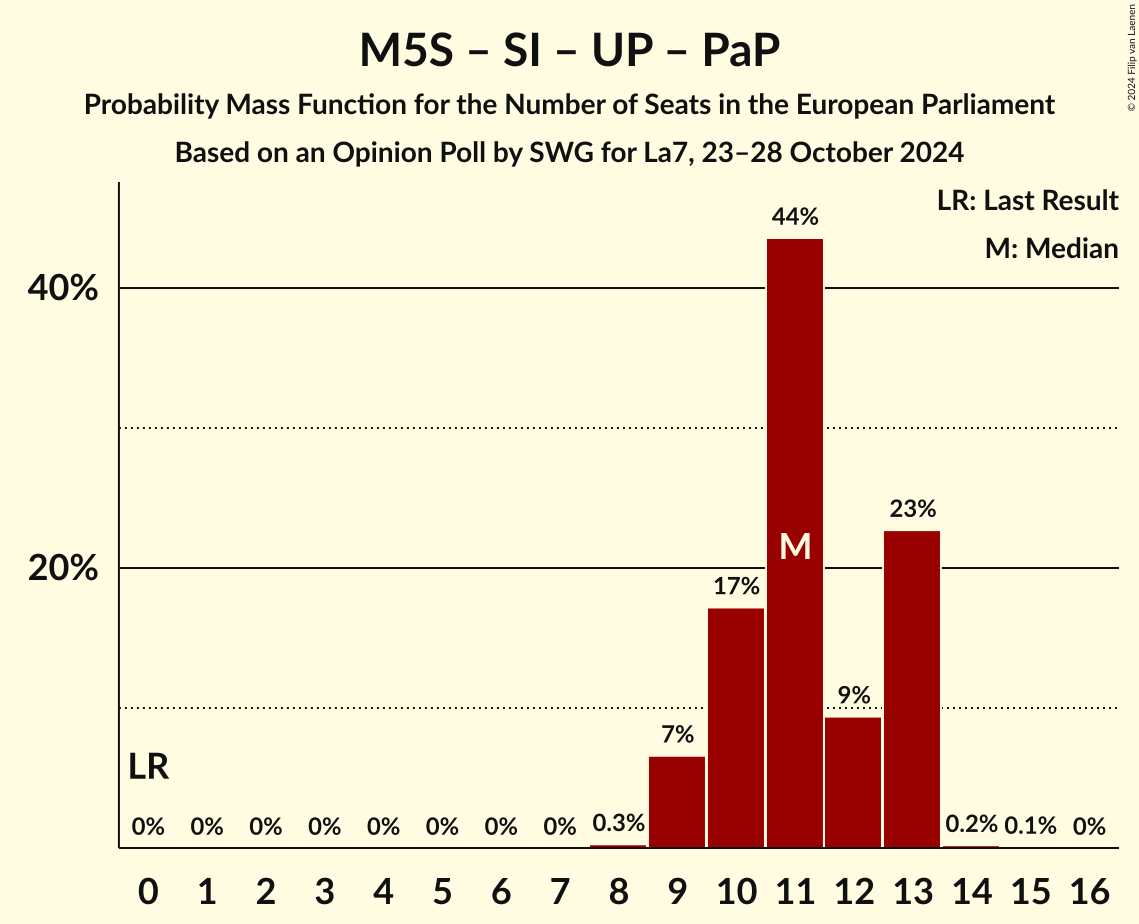 M5S – SI – UP – PaP
Probability Mass Function for the Number of Seats in the European Parliament
Based on an Opinion Poll by SWG for La7, 23–28 October 2024
© 2024 Filip van Laenen
LR: Last Result
M: Median
44%
40%
23%
M
20%
17%
9%
7%
LR
0% 0% 0% 0% 0% 0% 0% 0% 0.3% 0.2% 0.1% 0%
0 1 2 3 4 5 6 7 8 9 10 11 12 13 14 15 16